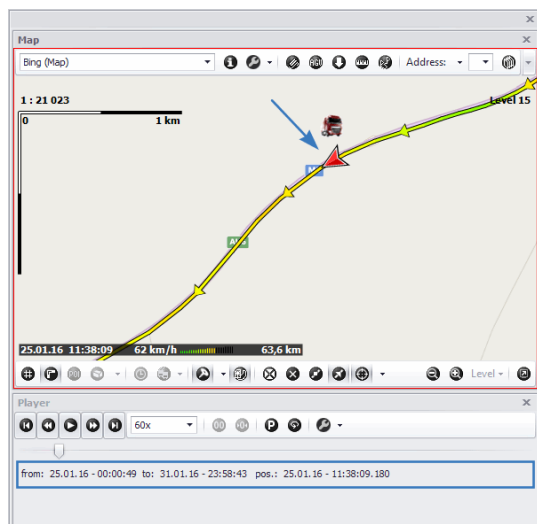 Map
Bing (Map)
Address:
1 : 21 023
Level 15
0
1 km
25.01.16 11:38:09 62 km/h 63,6 km
Level
Player
60x
from: 25.01.16 - 00:00:49 to: 31.01.16 - 23:58:43 pos.: 25.01.16 - 11:38:09.180